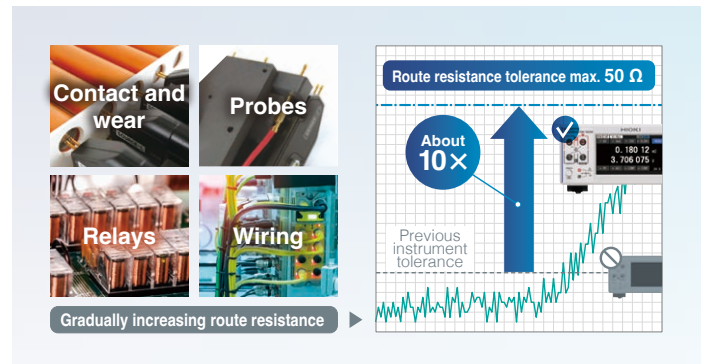 Contact and
wear
Probes
Relays
Wiring
Gradually increasing route resistance
Route resistance tolerance max. 50 Ω
About
10×
Previous
instrument
tolerance
HIOKI
0. 180 12
3. 706 075